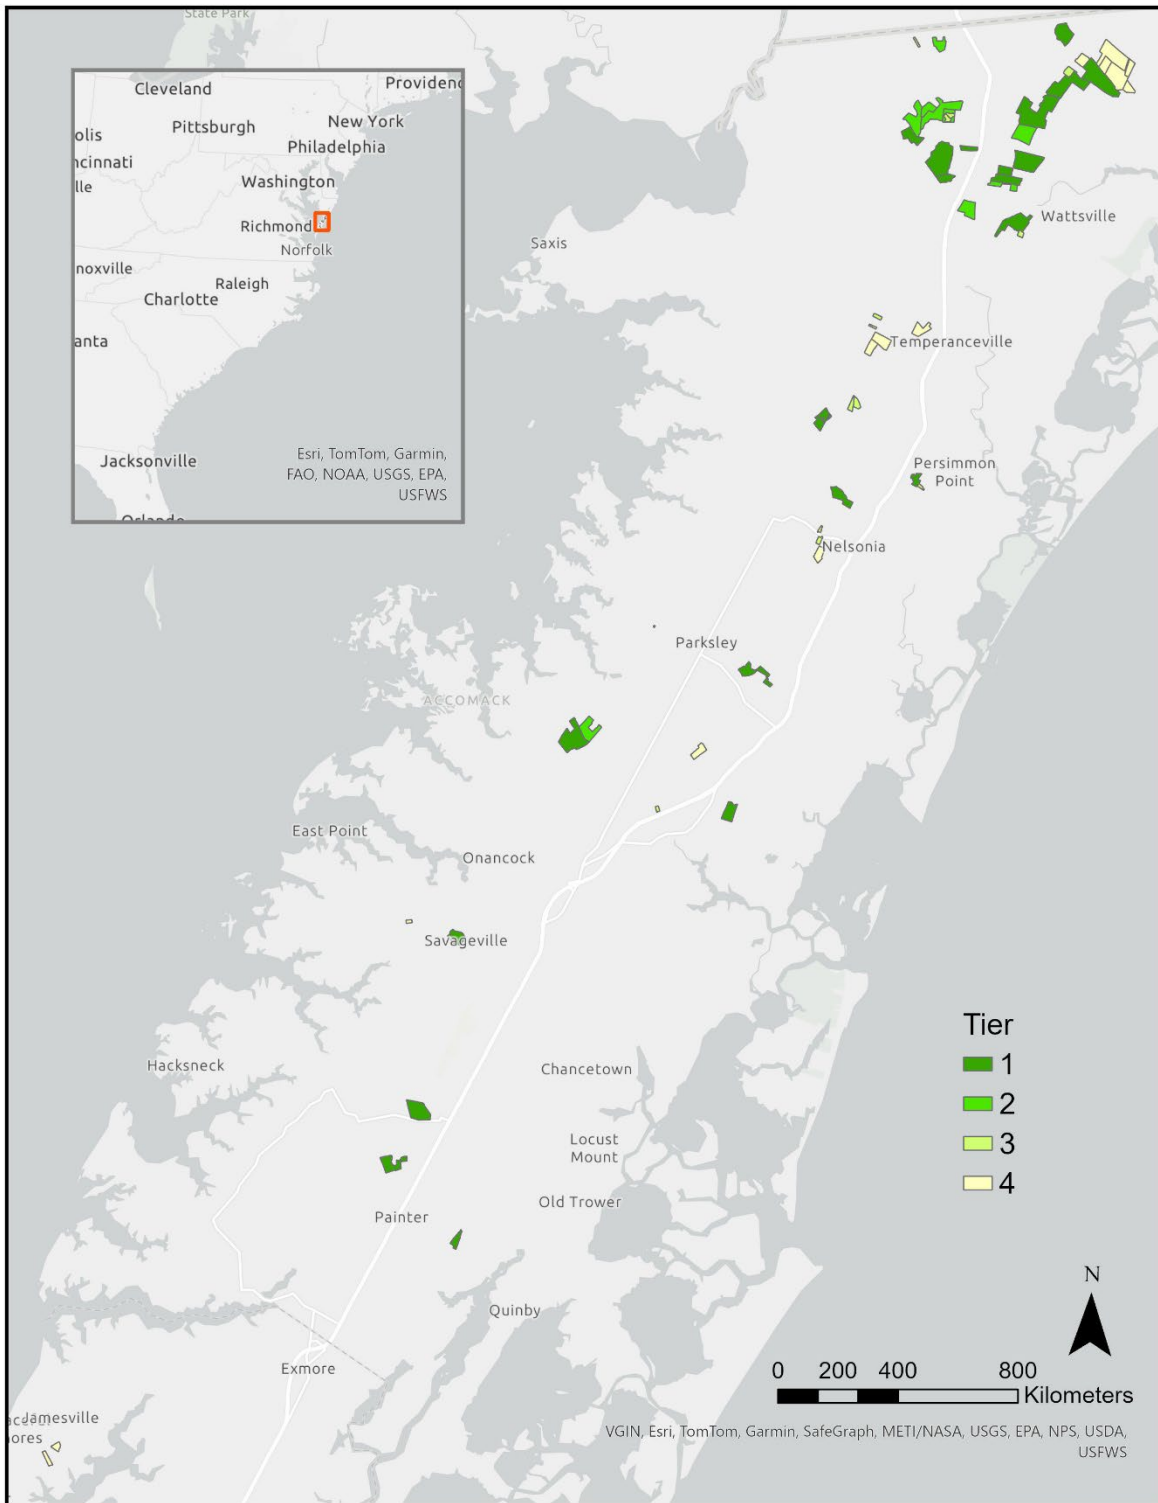 State Park
Cleveland
Providenc
Pittsburgh
New York
olis
Philadelphia
ncinnati
lle
Washington
Richmond
Norfolk
noxville
Raleigh
Charlotte
anta
Jacksonville
Esri, TomTom, Garmin,
FAO, NOAA, USGS, EPA,
USFWS
Orlando
Wattsville
Saxis
Temperanceville
Persimmon
Point
Nelsonia
Parksley
ACCOMACK
East Point
Onancock
Savageville
Hacksneck
Chancetown
Locust
Mount
Old Trower
Painter
Quinby
Exmore
Jamesville
ores
Tier
1
2
3
4
N
0 200 400 800
Kilometers
VGIN, Esri, TomTom, Garmin, SafeGraph, METI/NASA, USGS, EPA, NPS, USDA,
USFWS